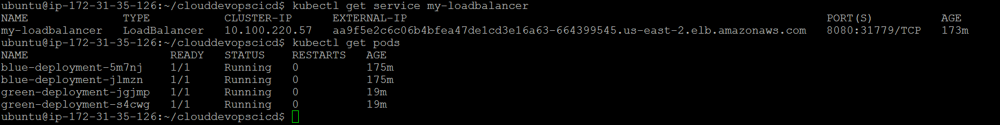 ubuntu@ip-172-31-35-126:~/clouddevopscicd$ kubectl get service my-loadbalancer
NAME TYPE CLUSTER-IP EXTERNAL-IP PORT(S) AGE
my-loadbalancer LoadBalancer 10.100.220.57 aa9f5e2c6c06b4bfea47de1cd3e16a63-664399545.us-east-2.elb.amazonaws.com 8080:31779/TCP 173m
ubuntu@ip-172-31-35-126:~/clouddevopscicd$ kubectl get pods
NAME READY STATUS RESTARTS AGE
blue-deployment-5m7nj 1/1 Running 0 175m
blue-deployment-jlmzn 1/1 Running 0 175m
green-deployment-jgjmp 1/1 Running 0 19m
green-deployment-s4cwg 1/1 Running 0 19m
ubuntu@ip-172-31-35-126:~/clouddevopscicd$